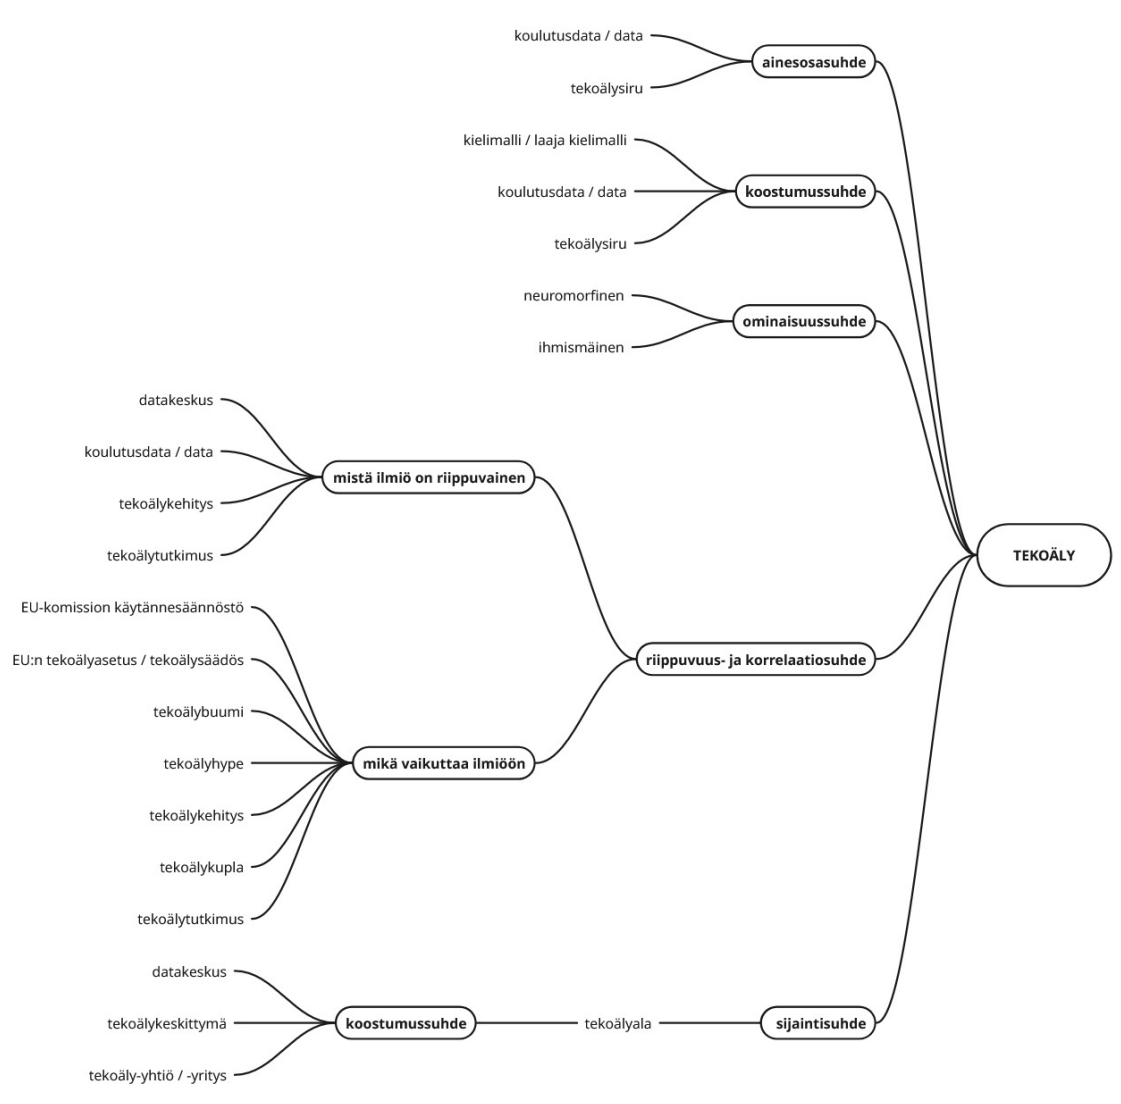 koulutusdata / data
ainesosasuhde
tekoälysiru
kielimalli / laaja kielimalli
koostumussuhde
koulutusdata / data
tekoälysiru
neuromorfinen
ominaisuussuhde
ihmismäinen
datakeskus
koulutusdata / data
mistä ilmiö on riippuvainen
tekoälykehitys
tekoälytutkimus
TEKOÄLY
EU-komission käytännesäännöstö
EU:n tekoälyasetus / tekoälysäädös
riippuvuus- ja korrelaatiosuhde
tekoälybuumi
tekoälyhype
mikä vaikuttaa ilmiöön
tekoälykehitys
tekoälykupla
tekoälytutkimus
datakeskus
tekoälykeskittymä
koostumussuhde
tekoälyala
sijaintisuhde
tekoäly-yhtiö / -yritys